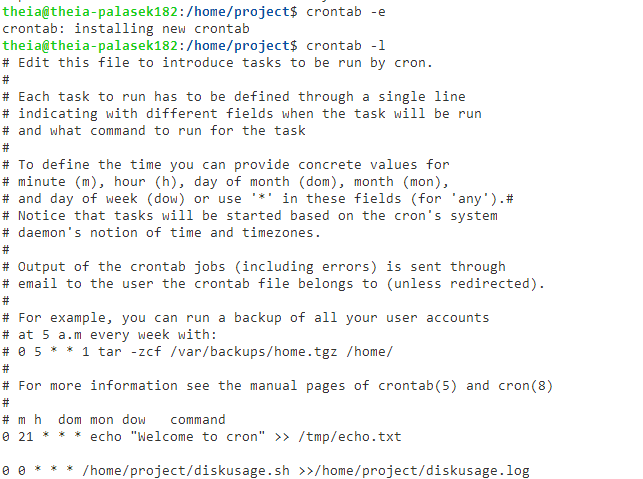 theia@theia-palasek182:/home/project$ crontab -e
crontab: installing new crontab
theia@theia-palasek182:/home/project$ crontab -l
# Edit this file to introduce tasks to be run by cron.
#
# Each task to run has to be defined through a single line
# indicating with different fields when the task will be run
# and what command to run for the task
#
# To define the time you can provide concrete values for
# minute (m), hour (h), day of month (dom), month (mon),
# and day of week (dow) or use '*' in these fields (for 'any').#
# Notice that tasks will be started based on the cron's system
# daemon's notion of time and timezones.
#
# Output of the crontab jobs (including errors) is sent through
# email to the user the crontab file belongs to (unless redirected).
#
# For example, you can run a backup of all your user accounts
# at 5 a.m every week with:
# 0 5 * * 1 tar -zcf /var/backups/home.tgz /home/
#
# For more information see the manual pages of crontab(5) and cron(8)
#
# m h  dom mon dow   command
0 21 * * * echo "Welcome to cron" >> /tmp/echo.txt
0 0 * * * /home/project/diskusage.sh >>/home/project/diskusage.log